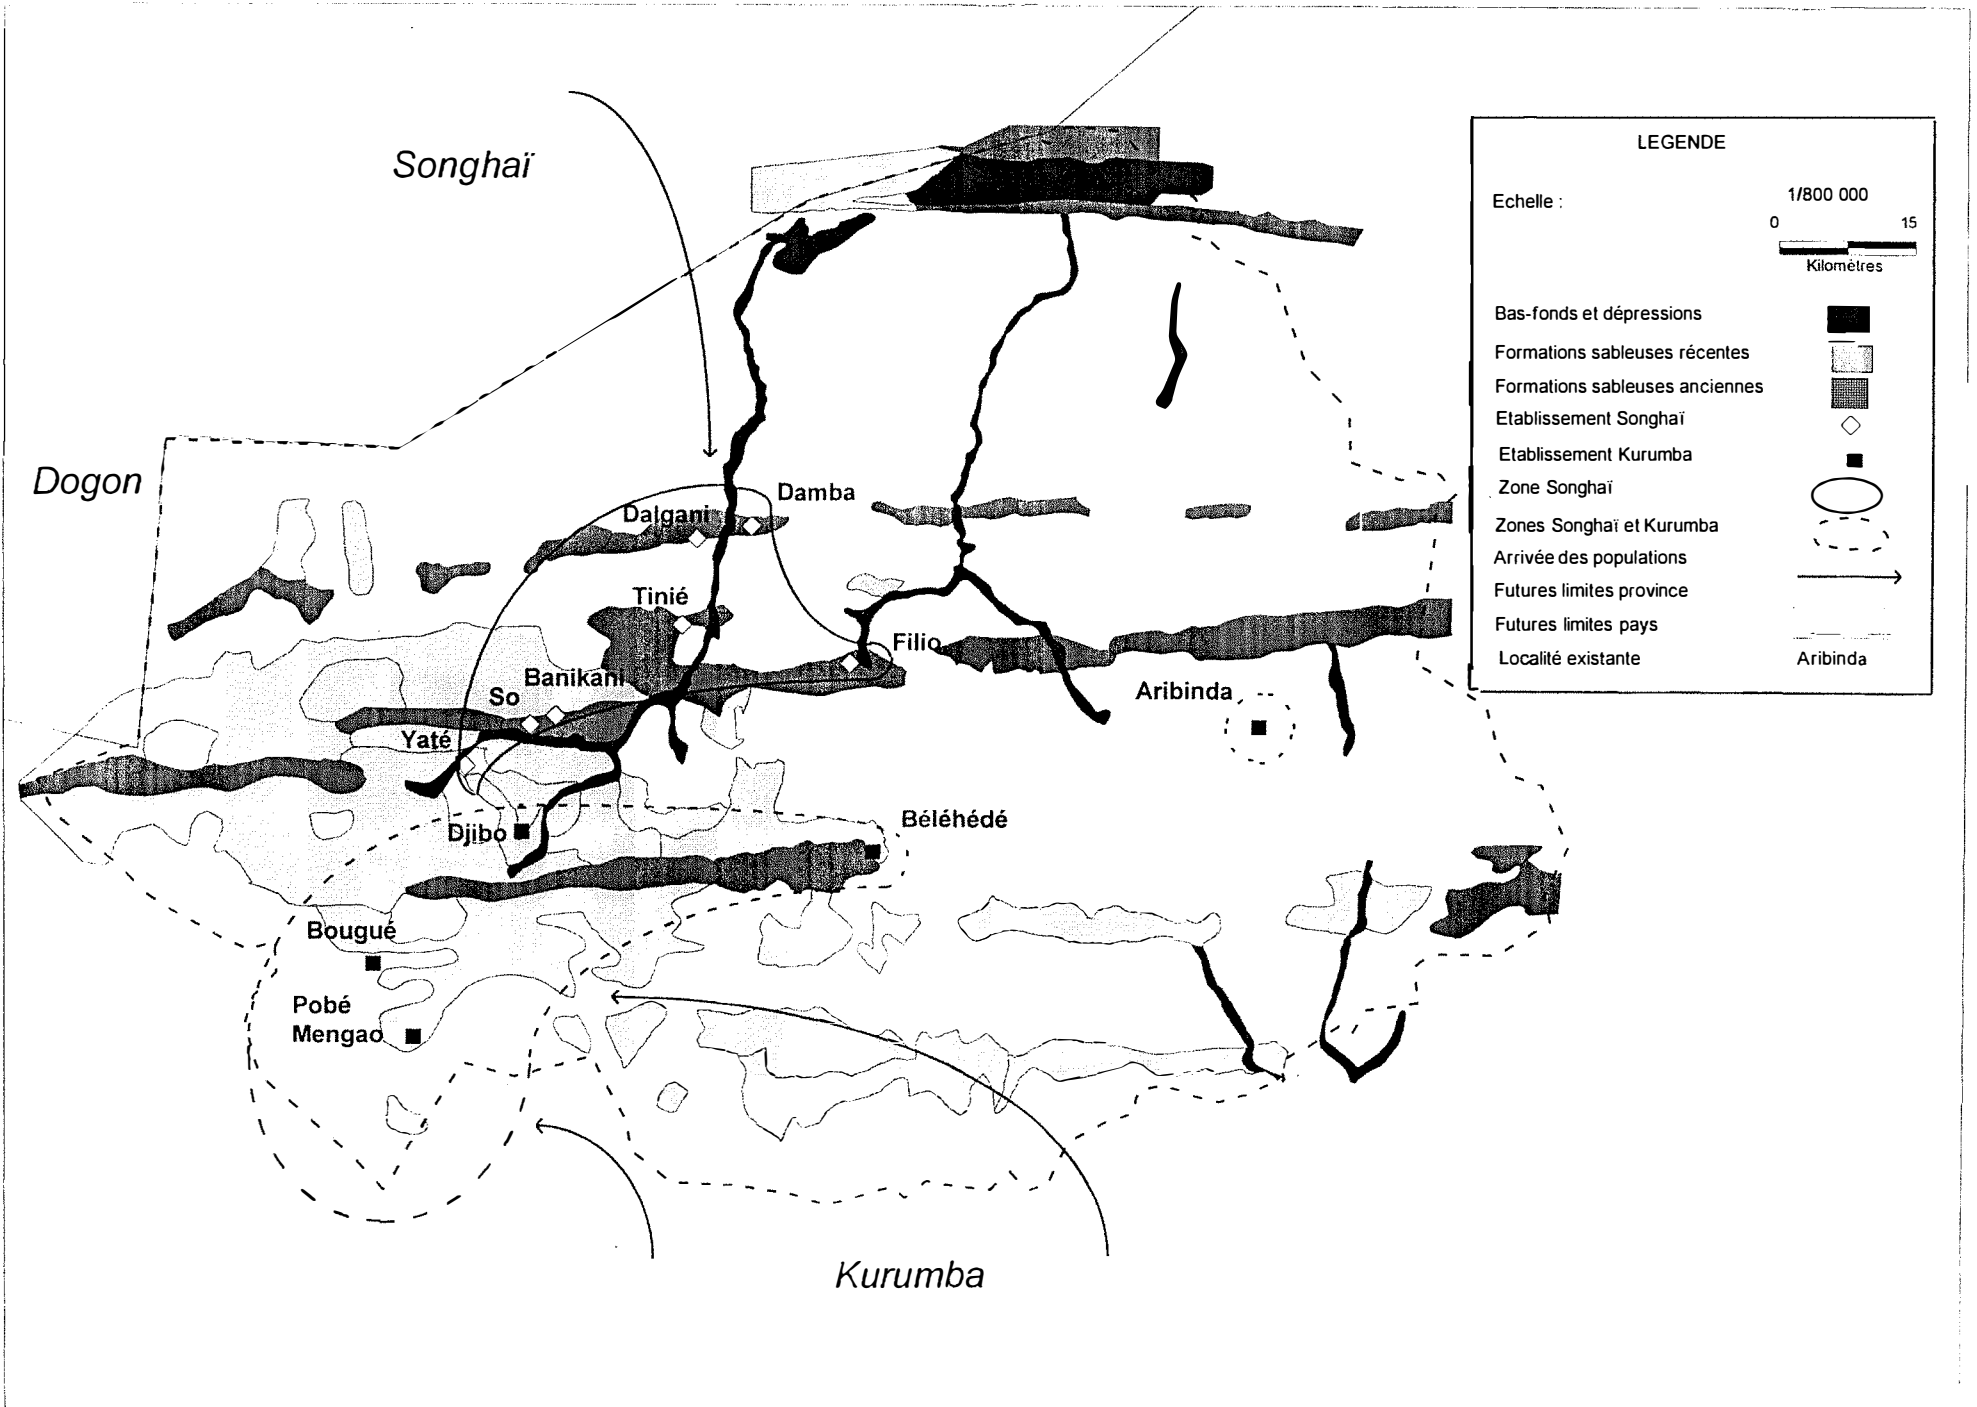 Songhaï
Dogon
Damba
Dalgani
Tinié
Filio
Banikani
So
Yaté
Aribinda
Djibo
Béléhédé
Bougué
Pobé
Mengao
Kurumba
LEGENDE
Echelle :
1/800 000
0 15
Kilomètres
Bas-fonds et dépressions
Formations sableuses récentes
Formations sableuses anciennes
Etablissement Songhaï
Etablissement Kurumba
Zone Songhaï
Zones Songhaï et Kurumba
Arrivée des populations
Futures limites province
Futures limites pays
Localité existante Aribinda